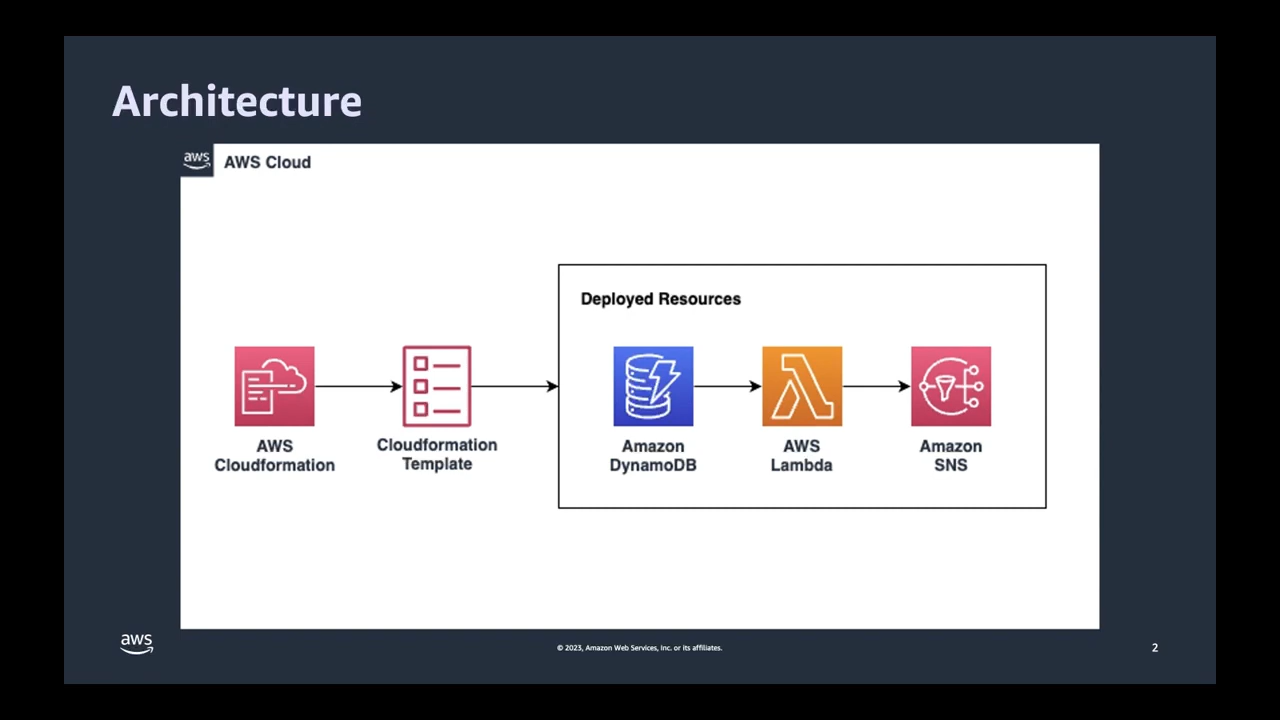 Architecture
aws
AWS Cloud
Deployed Resources
AWS
Cloudformation
Cloudformation
Template
Amazon
DynamoDB
AWS
Lambda
Amazon
SNS
aws
© 2023, Amazon Web Services, Inc. or its affiliates.
2